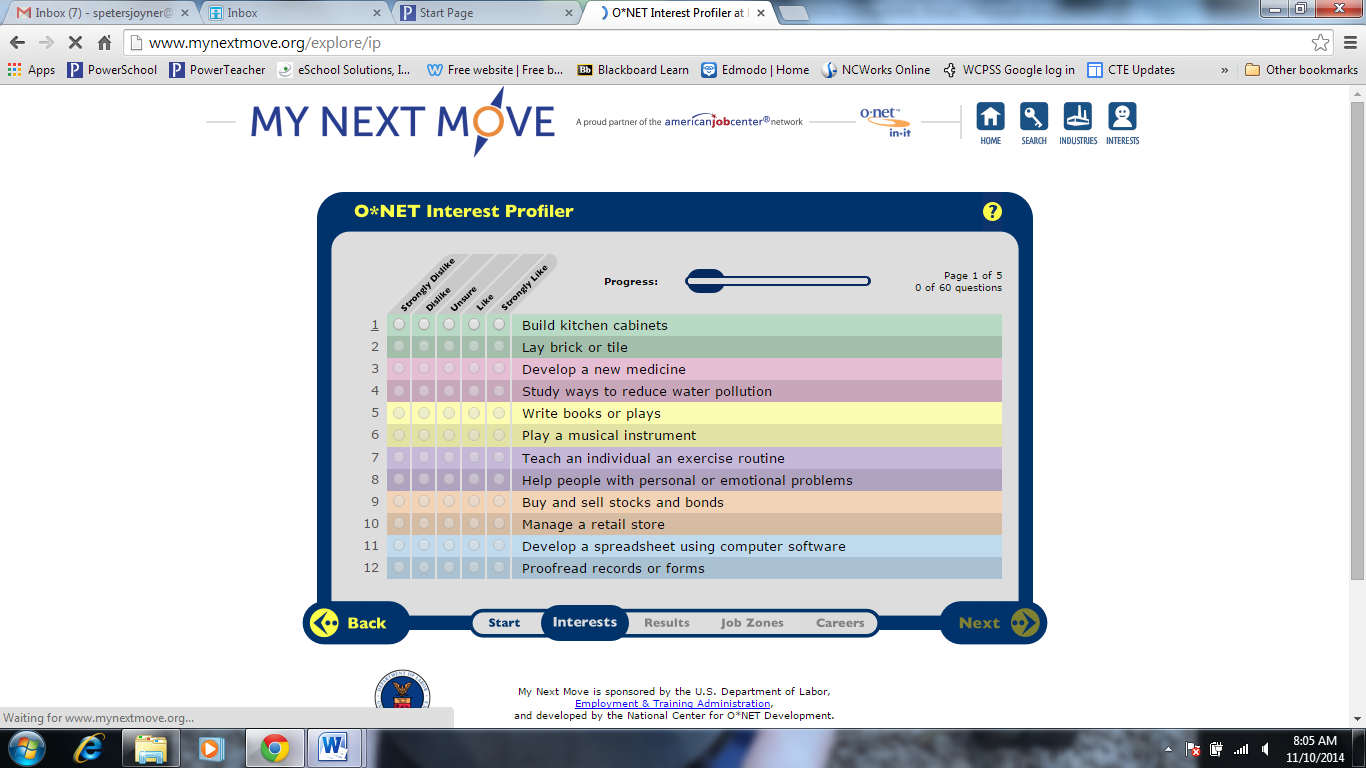 Inbox (7) - spetersjoyner@
Inbox
Start Page
O*NET Interest Profiler at
www.mynextmove.org/explore/ip
Apps
PowerSchool
PowerTeacher
eSchool Solutions, I...
Free website | Free b...
Blackboard Learn
Edmodo | Home
NCWorks Online
WCPSS Google log in
CTE Updates
»
Other bookmarks
MY NEXT MOVE
A proud partner of the americanjobcenter® network
o·net™
in-it
HOME
SEARCH
INDUSTRIES
INTERESTS
O*NET Interest Profiler
?
Strongly Dislike
Dislike
Unsure
Like
Strongly Like
Progress:
Page 1 of 5
0 of 60 questions
1 Build kitchen cabinets
2 Lay brick or tile
3 Develop a new medicine
4 Study ways to reduce water pollution
5 Write books or plays
6 Play a musical instrument
7 Teach an individual an exercise routine
8 Help people with personal or emotional problems
9 Buy and sell stocks and bonds
10 Manage a retail store
11 Develop a spreadsheet using computer software
12 Proofread records or forms
Back
Start
Interests
Results
Job Zones
Careers
Next
My Next Move is sponsored by the U.S. Department of Labor,
Employment & Training Administration,
and developed by the National Center for O*NET Development.
Waiting for www.mynextmove.org...
8:05 AM
11/10/2014